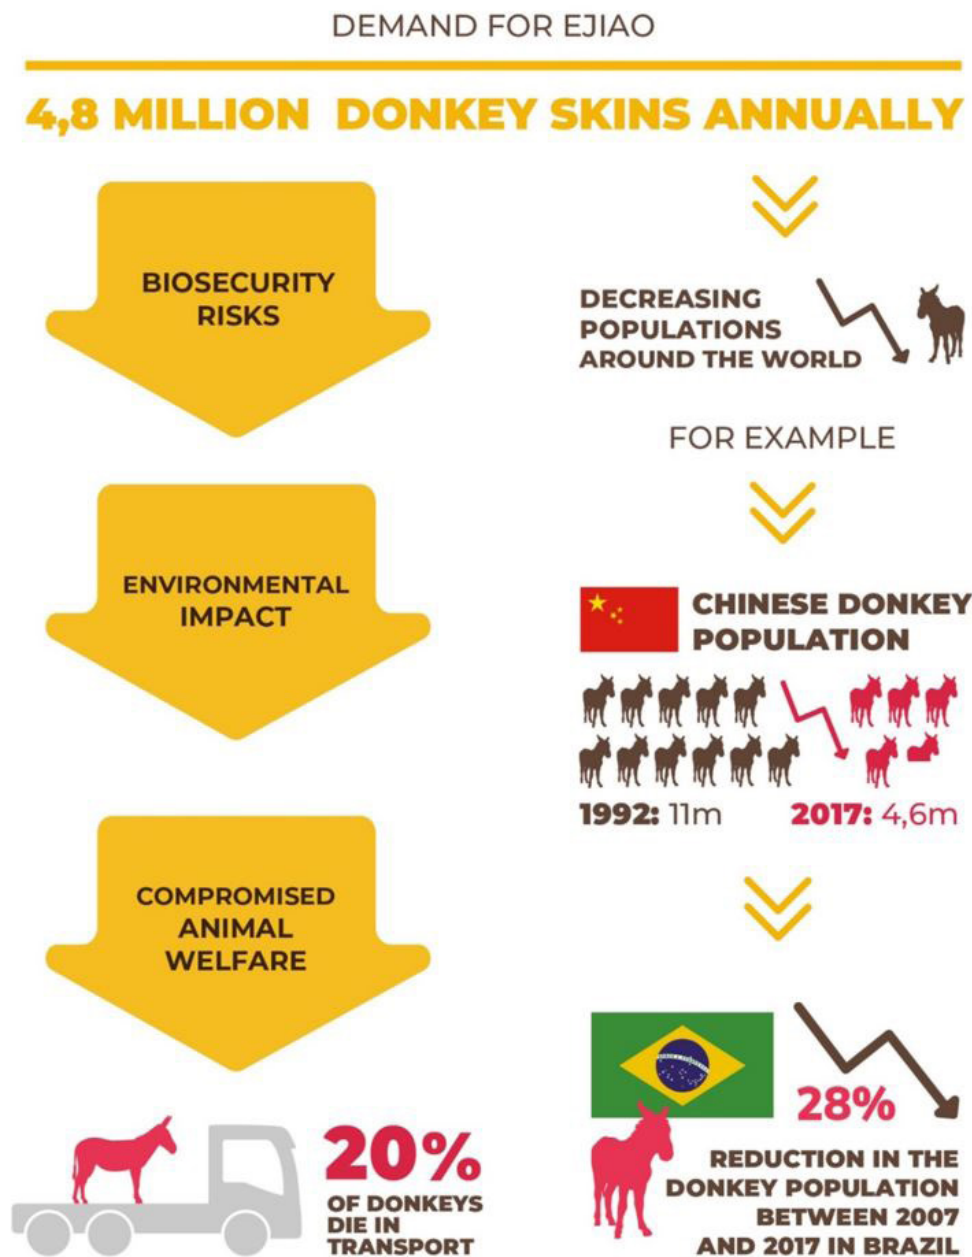 DEMAND FOR EJIAO
4,8 MILLION DONKEY SKINS ANNUALLY
BIOSECURITY
RISKS
ENVIRONMENTAL
IMPACT
COMPROMISED
ANIMAL
WELFARE
20%
OF DONKEYS
DIE IN
TRANSPORT
DECREASING
POPULATIONS
AROUND THE WORLD
FOR EXAMPLE
CHINESE DONKEY
POPULATION
1992: 11m 2017: 4,6m
28%
REDUCTION IN THE
DONKEY POPULATION
BETWEEN 2007
AND 2017 IN BRAZIL